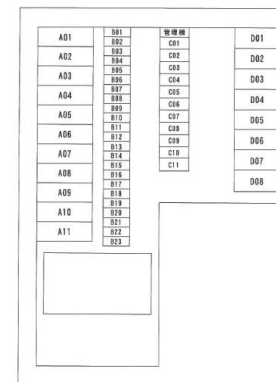 A01
A02
A03
A04
A05
A06
A07
A08
A09
A10
A11
B01
B02
B03
B04
B05
B06
B07
B08
B09
B10
B11
B12
B13
B14
B15
B16
B17
B18
B19
B20
B21
B22
B23
管理棟
C01
C02
C03
C04
C05
C06
C07
C08
C09
C10
C11
D01
D02
D03
D04
D05
D06
D07
D08